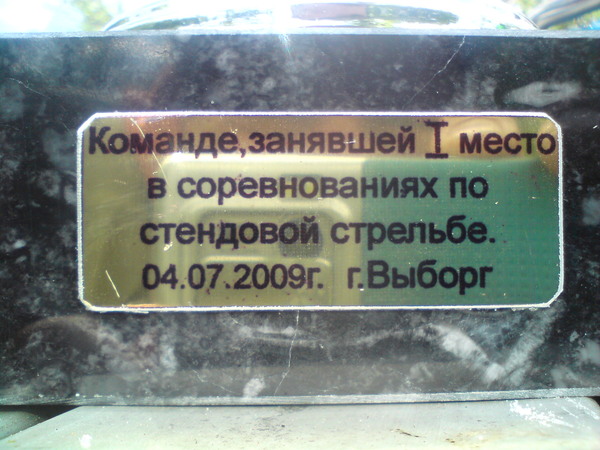 Команде,занявшей I место
в соревнованиях по
стендовой стрельбе.
04.07.2009г. г.Выборг